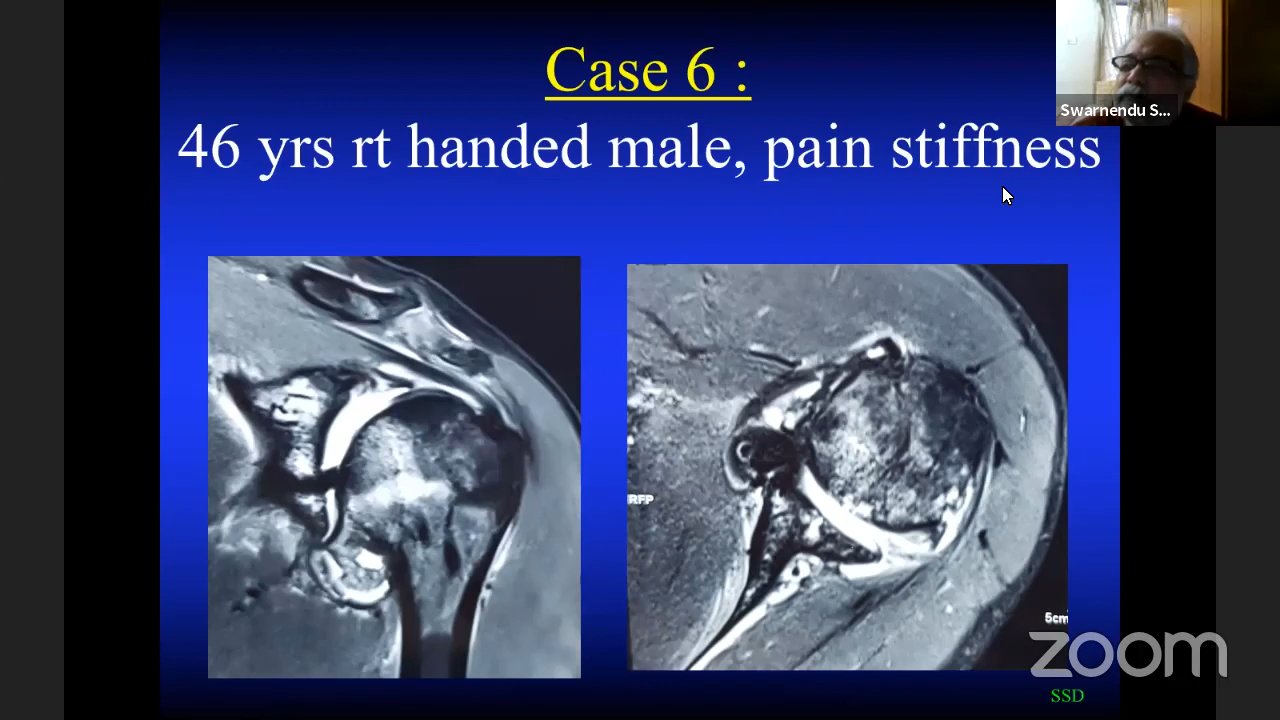 Case 6 :
46 yrs rt handed male, pain stiffness
Swarnendu S...
RFP
5cm
zoom
SSD